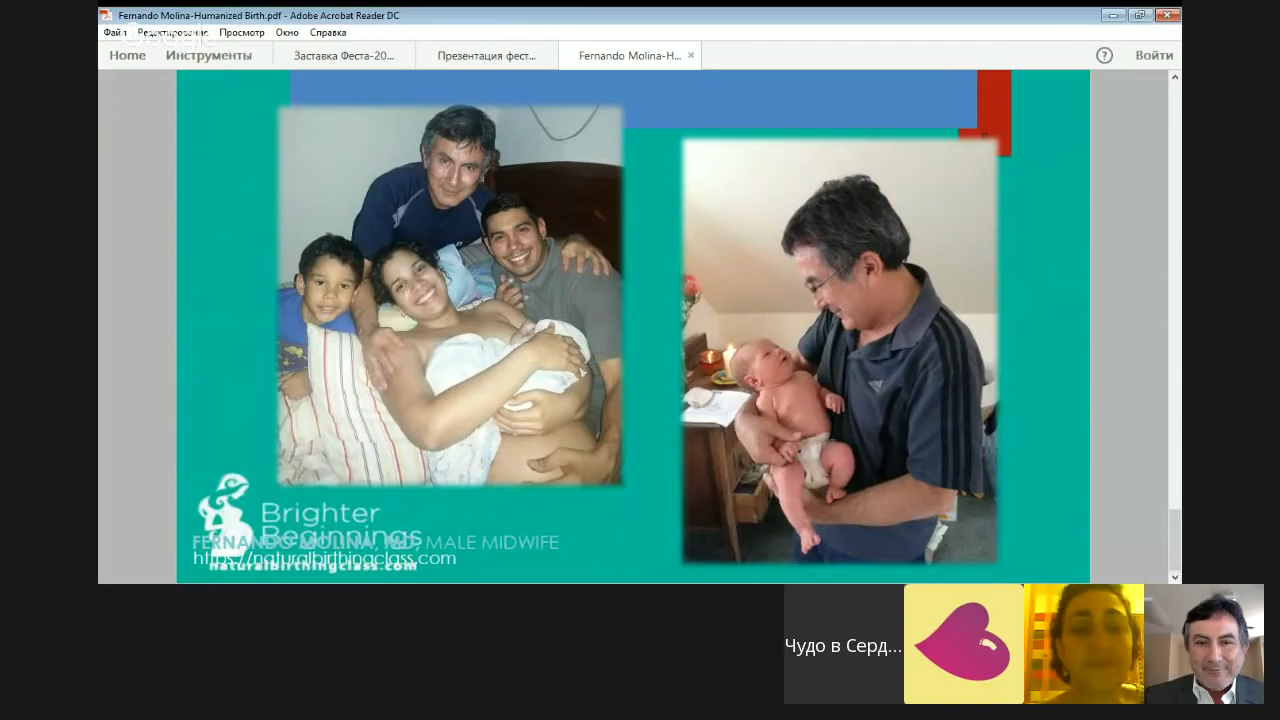 Fernando Molina-Humanized Birth.pdf - Adobe Acrobat Reader DC
Файл Редактирование Просмотр Окно Справка
Google
Home Инструменты Заставка Феста-20... Презентация фест... Fernando Molina-H... × Войти
Brighter
Beginnings
FERNANDO MOLINA, MD, MALE MIDWIFE
https://naturalbirthingclass.com
naturalbirthingclass.com
Чудо в Серд...